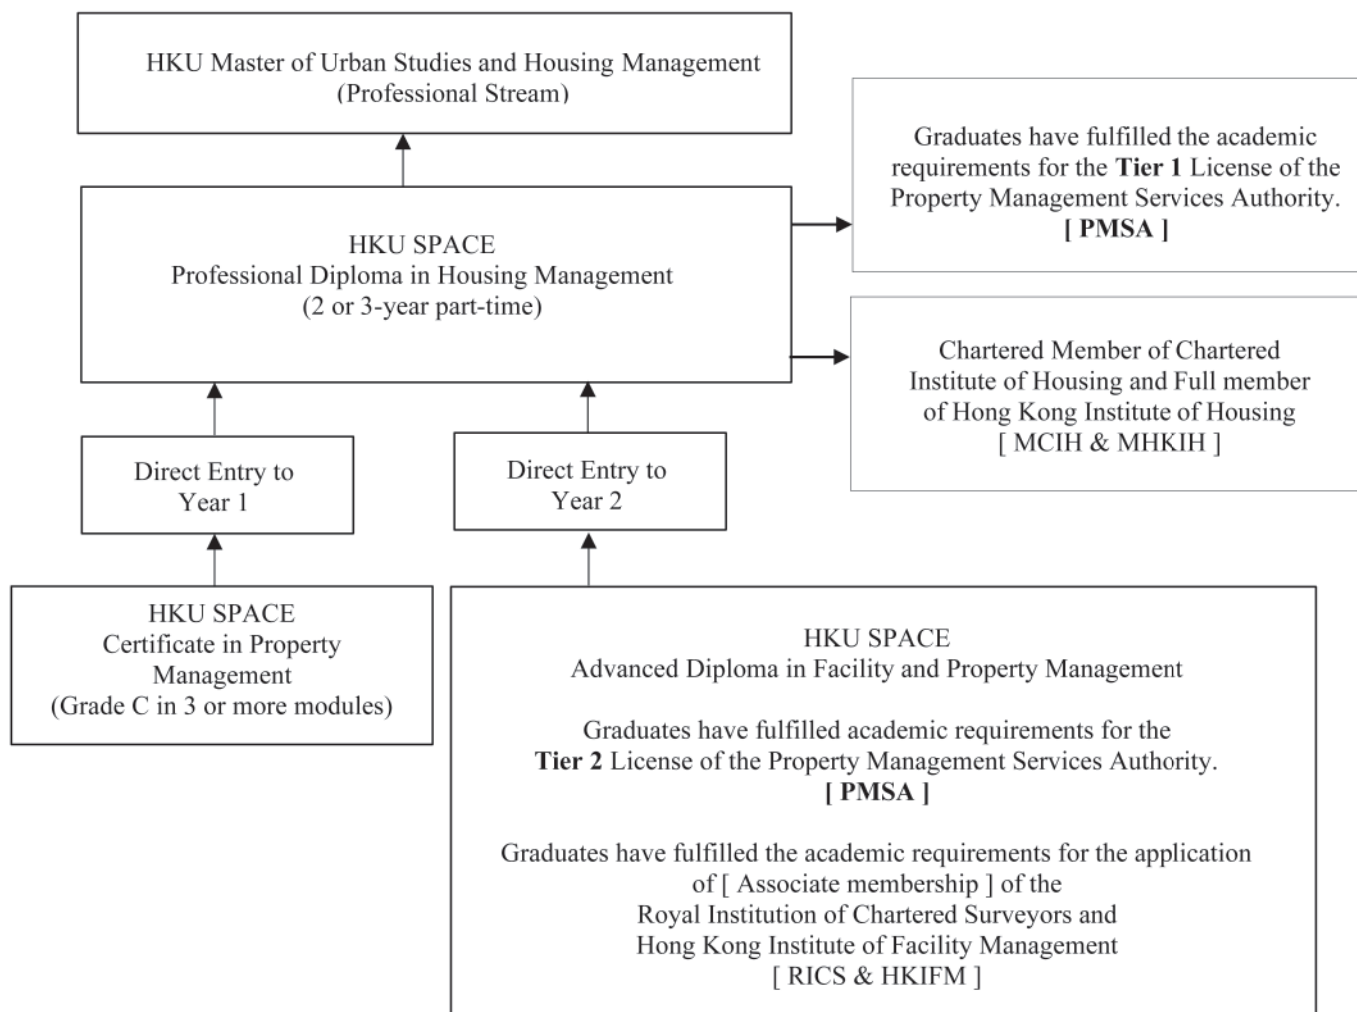 HKU Master of Urban Studies and Housing Management
(Professional Stream)
Graduates have fulfilled the academic
requirements for the Tier 1 License of the
Property Management Services Authority.
[ PMSA ]
HKU SPACE
Professional Diploma in Housing Management
(2 or 3-year part-time)
Chartered Member of Chartered
Institute of Housing and Full member
of Hong Kong Institute of Housing
[ MCIH & MHKIH ]
Direct Entry to
Year 1
Direct Entry to
Year 2
HKU SPACE
Certificate in Property
Management
(Grade C in 3 or more modules)
HKU SPACE
Advanced Diploma in Facility and Property Management
Graduates have fulfilled academic requirements for the
Tier 2 License of the Property Management Services Authority.
[ PMSA ]
Graduates have fulfilled the academic requirements for the application
of [ Associate membership ] of the
Royal Institution of Chartered Surveyors and
Hong Kong Institute of Facility Management
[ RICS & HKIFM ]